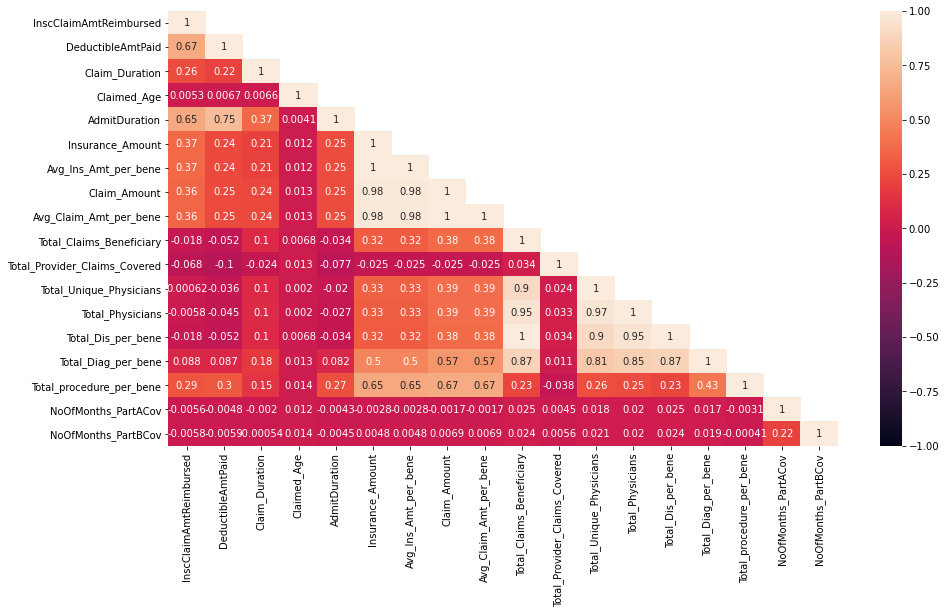 InscClaimAmtReimbursed 1
DeductibleAmtPaid 0.67 1
Claim_Duration 0.26 0.22 1
Claimed_Age 0.0053 0.0067 0.0066 1
AdmitDuration 0.65 0.75 0.37 0.0041 1
Insurance_Amount 0.37 0.24 0.21 0.012 0.25 1
Avg_Ins_Amt_per_bene 0.37 0.24 0.21 0.012 0.25 1 1
Claim_Amount 0.36 0.25 0.24 0.013 0.25 0.98 0.98 1
Avg_Claim_Amt_per_bene 0.36 0.25 0.24 0.013 0.25 0.98 0.98 1 1
Total_Claims_Beneficiary -0.018 -0.052 0.1 0.0068 -0.034 0.32 0.32 0.38 0.38 1
Total_Provider_Claims_Covered -0.068 -0.1 -0.024 0.013 -0.077 -0.025 -0.025 -0.025 -0.025 0.034 1
Total_Unique_Physicians 0.00062 -0.036 0.1 0.002 -0.02 0.33 0.33 0.39 0.39 0.9 0.024 1
Total_Physicians -0.0058 -0.045 0.1 0.002 -0.027 0.33 0.33 0.39 0.39 0.95 0.033 0.97 1
Total_Dis_per_bene -0.018 -0.052 0.1 0.0068 -0.034 0.32 0.32 0.38 0.38 1 0.034 0.9 0.95 1
Total_Diag_per_bene 0.088 0.087 0.18 0.013 0.082 0.5 0.5 0.57 0.57 0.87 0.011 0.81 0.85 0.87 1
Total_procedure_per_bene 0.29 0.3 0.15 0.014 0.27 0.65 0.65 0.67 0.67 0.23 -0.038 0.26 0.25 0.23 0.43 1
NoOfMonths_PartACov -0.0056 -0.0048 -0.002 0.012 -0.0043 -0.0028 -0.0028 -0.0017 -0.0017 0.025 0.0045 0.018 0.02 0.025 0.017 -0.0031 1
NoOfMonths_PartBCov -0.0058 -0.0059 -0.00054 0.014 -0.0045 0.0048 0.0048 0.0069 0.0069 0.024 0.0056 0.021 0.02 0.024 0.019 -0.00041 0.22 1
InscClaimAmtReimbursed
DeductibleAmtPaid
Claim_Duration
Claimed_Age
AdmitDuration
Insurance_Amount
Avg_Ins_Amt_per_bene
Claim_Amount
Avg_Claim_Amt_per_bene
Total_Claims_Beneficiary
Total_Provider_Claims_Covered
Total_Unique_Physicians
Total_Physicians
Total_Dis_per_bene
Total_Diag_per_bene
Total_procedure_per_bene
NoOfMonths_PartACov
NoOfMonths_PartBCov
1.00
0.75
0.50
0.25
0.00
−0.25
−0.50
−0.75
−1.00